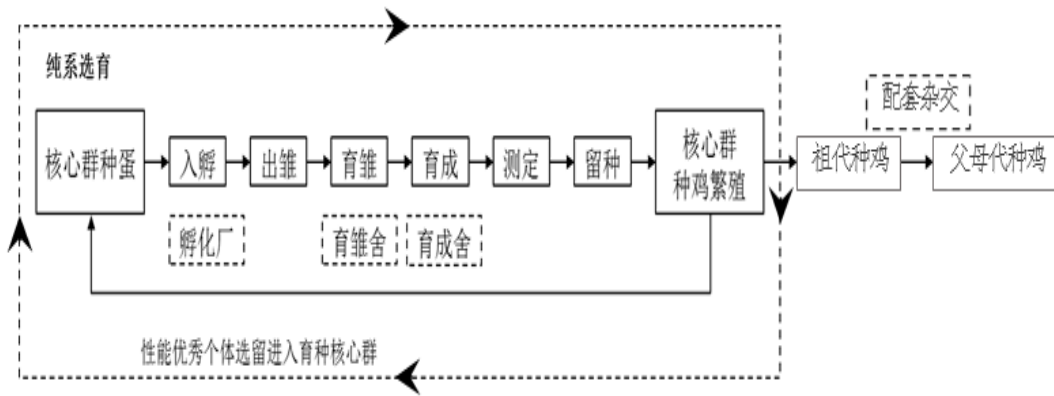 纯系选育
配套杂交
核心群种蛋
入孵
出雏
育雏
育成
测定
留种
核心群
种鸡繁殖
祖代种鸡
父母代种鸡
孵化厂
育雏舍
育成舍
性能优秀个体选留进入育种核心群